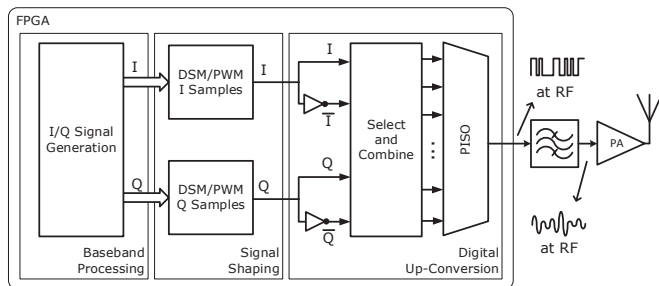 FPGA
I/Q Signal
Generation
I
Q
Baseband
Processing
DSM/PWM
I Samples
I
DSM/PWM
Q Samples
Q
Signal
Shaping
I
I
Q
Q
Select
and
Combine
PISO
Digital
Up-Conversion
at RF
PA
at RF